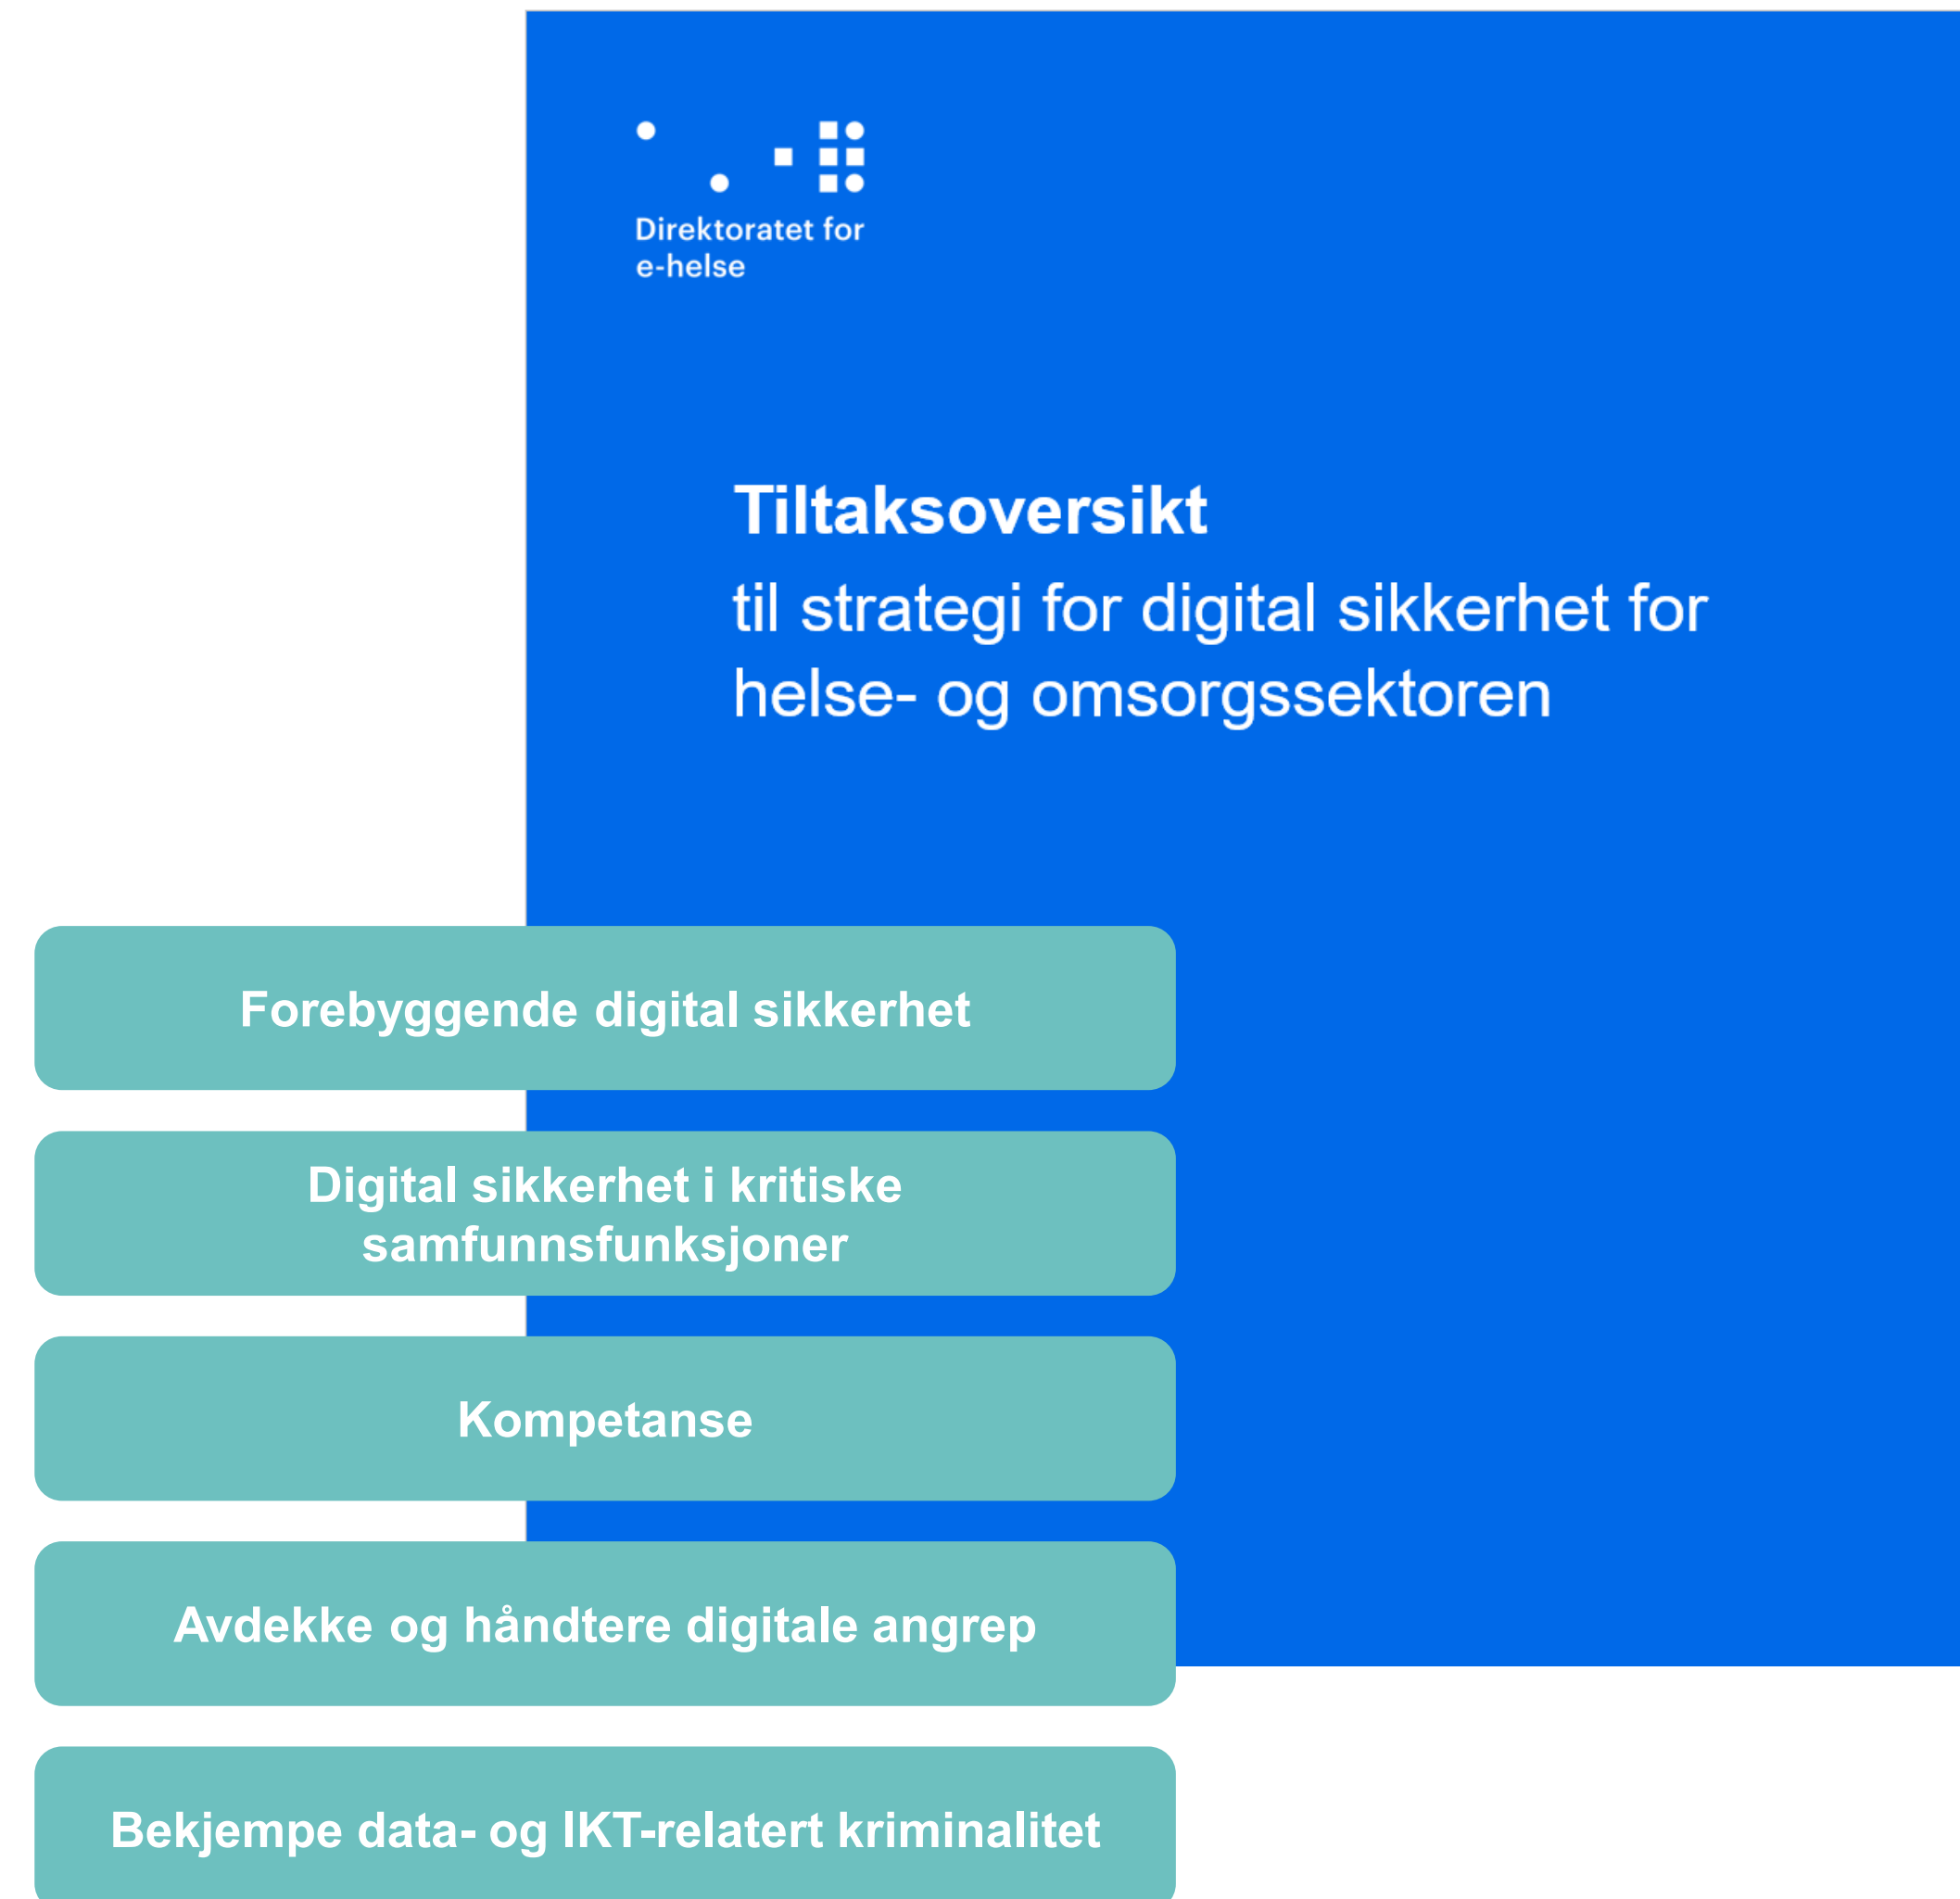 Direktoratet for
e-helse
Tiltaksoversikt
til strategi for digital sikkerhet for
helse- og omsorgssektoren
Forebyggende digital sikkerhet
Digital sikkerhet i kritiske
samfunnsfunksjoner
Kompetanse
Avdekke og håndtere digitale angrep
Bekjempe data- og IKT-relatert kriminalitet